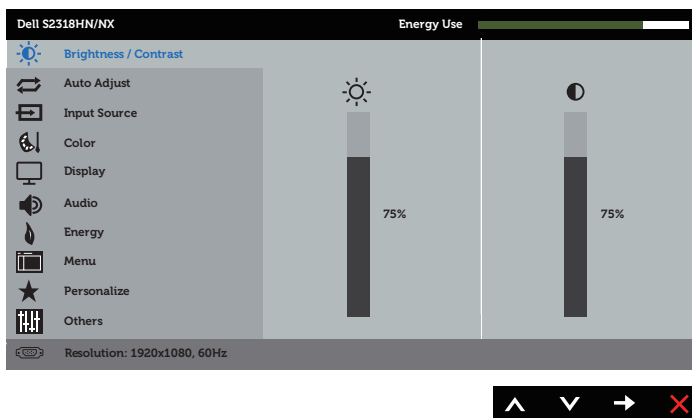 Dell S2318HN/NX
Energy Use
Brightness / Contrast
Auto Adjust
Input Source
Color
Display
Audio
Energy
Menu
Personalize
Others
75%
75%
Resolution: 1920x1080, 60Hz